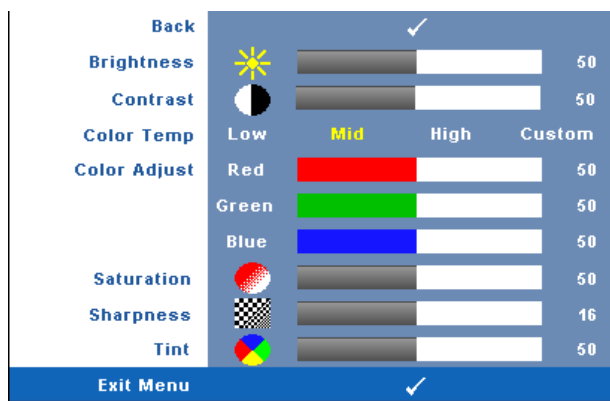 Back
Brightness 50
Contrast 50
Color Temp Low Mid High Custom
Color Adjust Red 50
Green 50
Blue 50
Saturation 50
Sharpness 16
Tint 50
Exit Menu